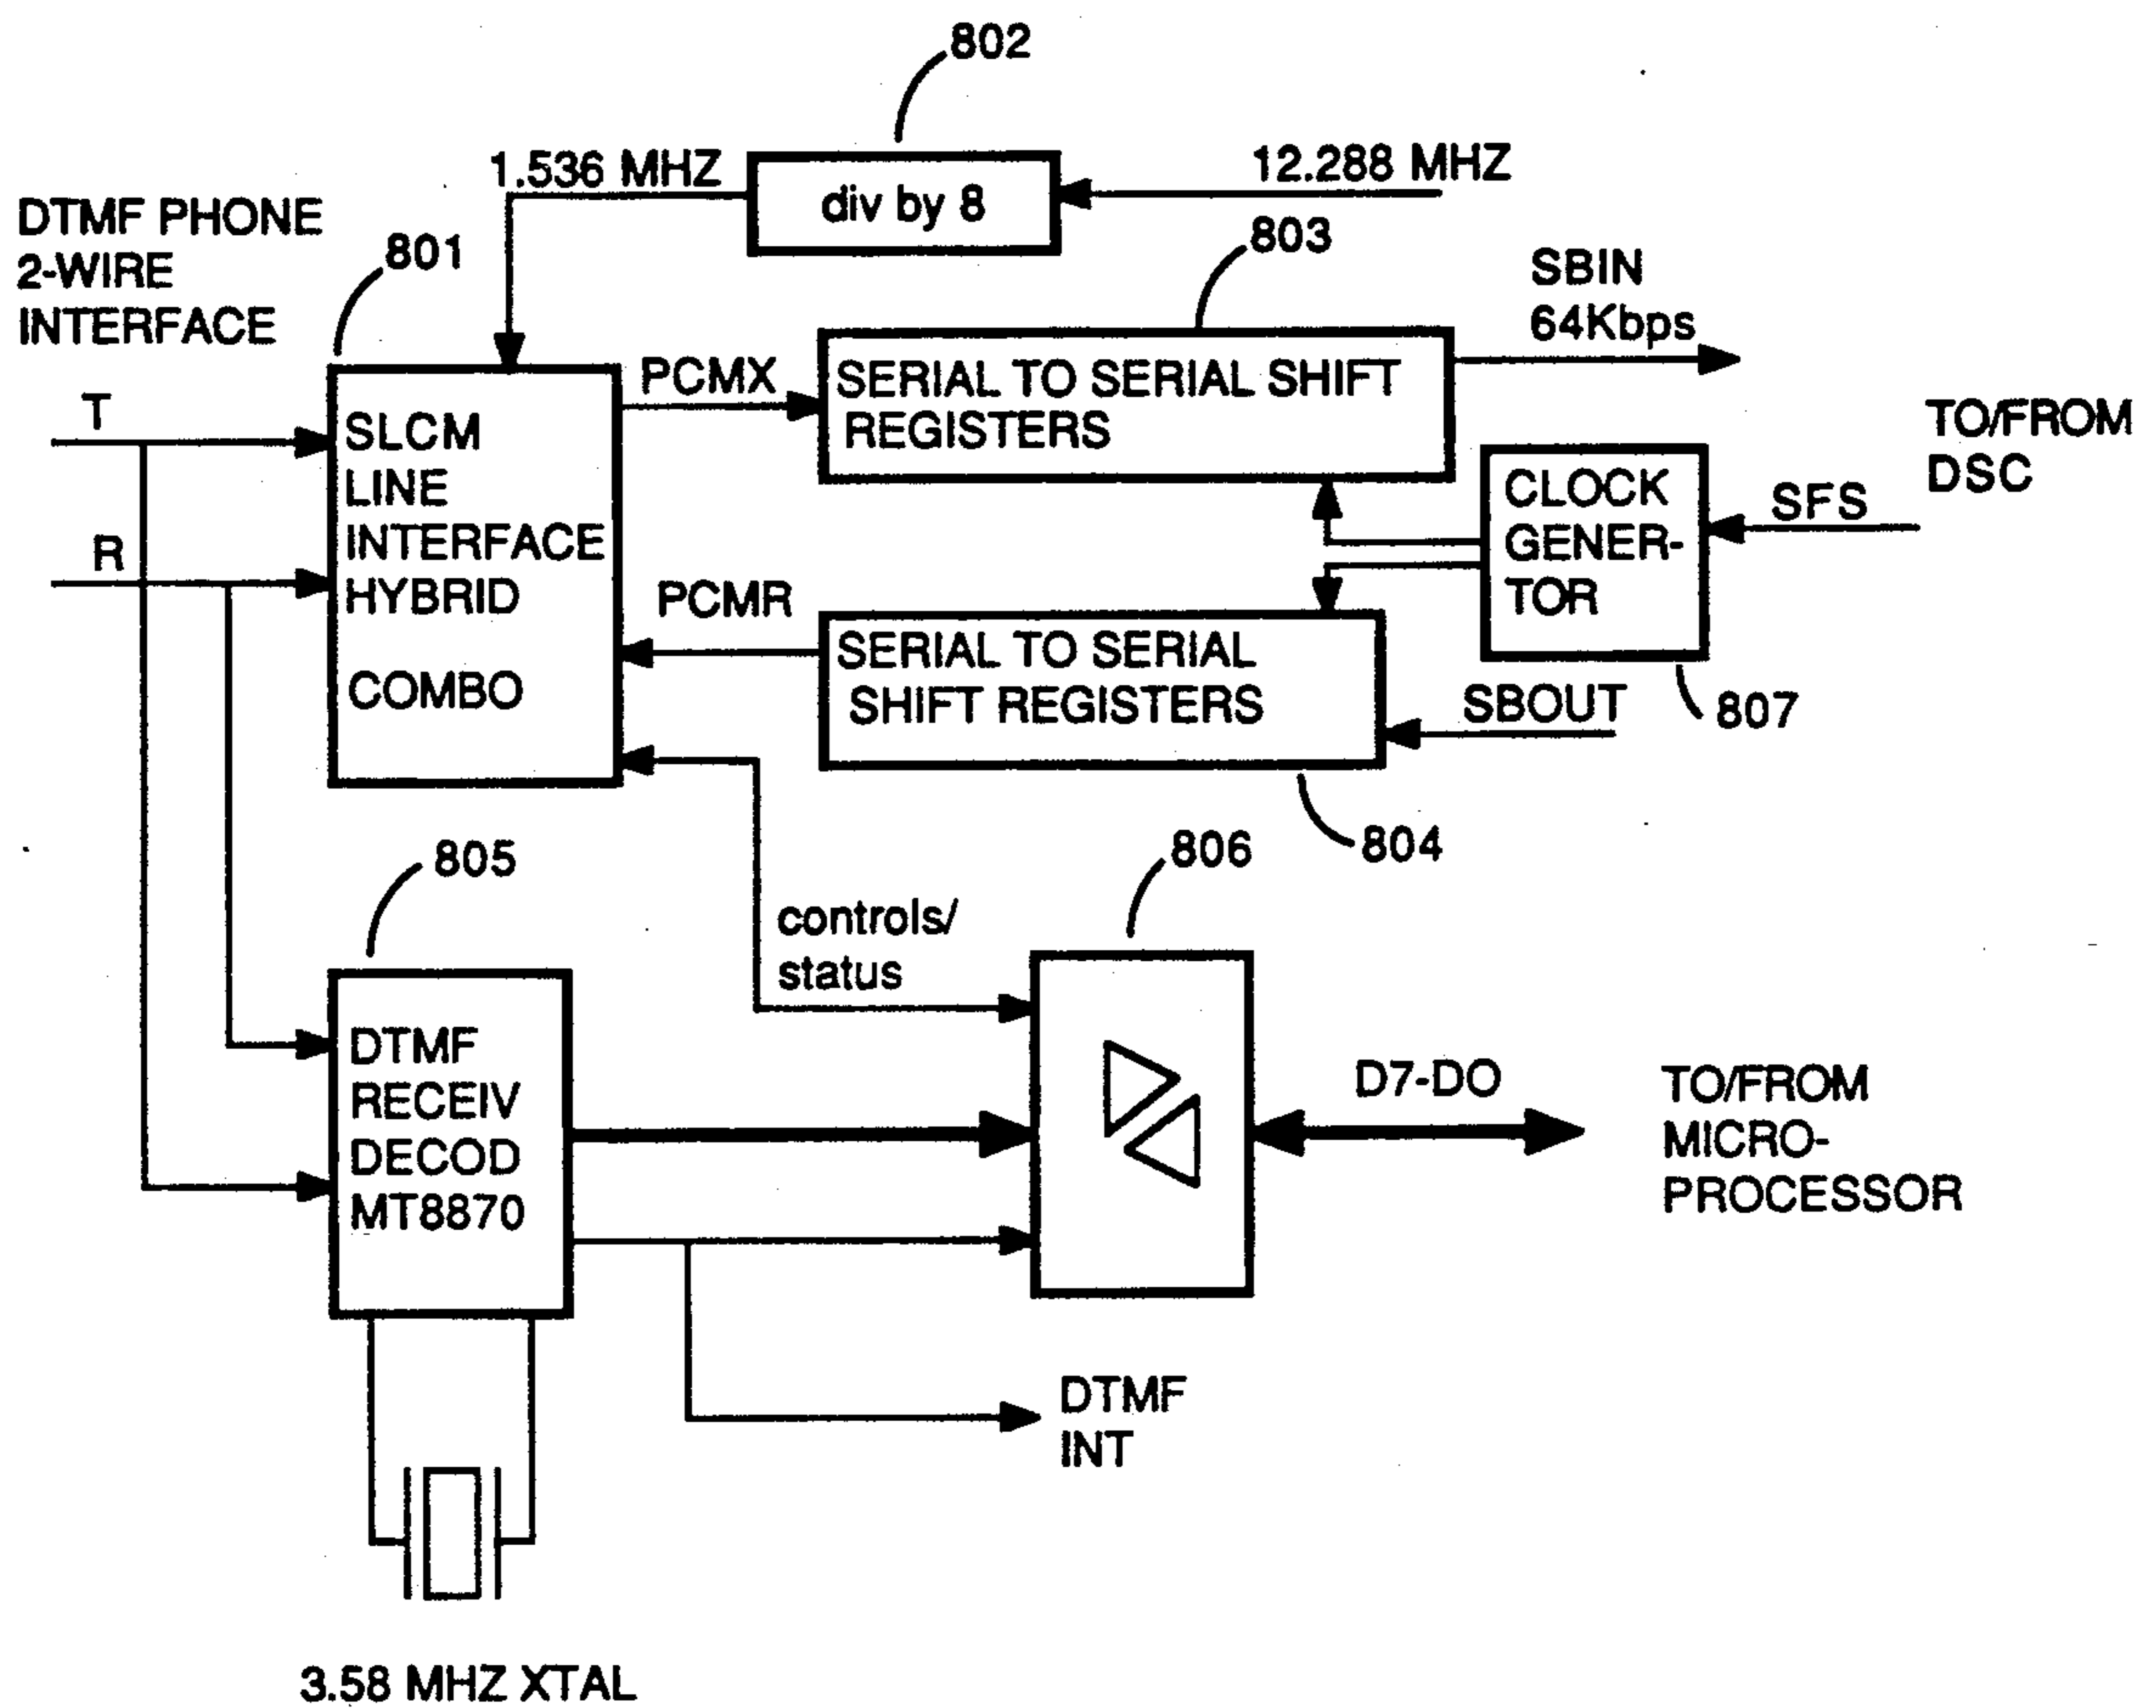 802
1.536 MHZ
12.288 MHZ
div by 8
DTMF PHONE
2-WIRE
INTERFACE
801
803
SBIN
64Kbps
T
R
SLCM
LINE
INTERFACE
HYBRID
COMBO
PCMX
SERIAL TO SERIAL SHIFT
REGISTERS
TO/FROM
DSC
CLOCK
GENER-
TOR
SFS
807
PCMR
SERIAL TO SERIAL
SHIFT REGISTERS
SBOUT
804
805
806
controls/
status
DTMF
RECEIV
DECOD
MT8870
D7-DO
TO/FROM
MICRO-
PROCESSOR
DTMF
INT
3.58 MHZ XTAL